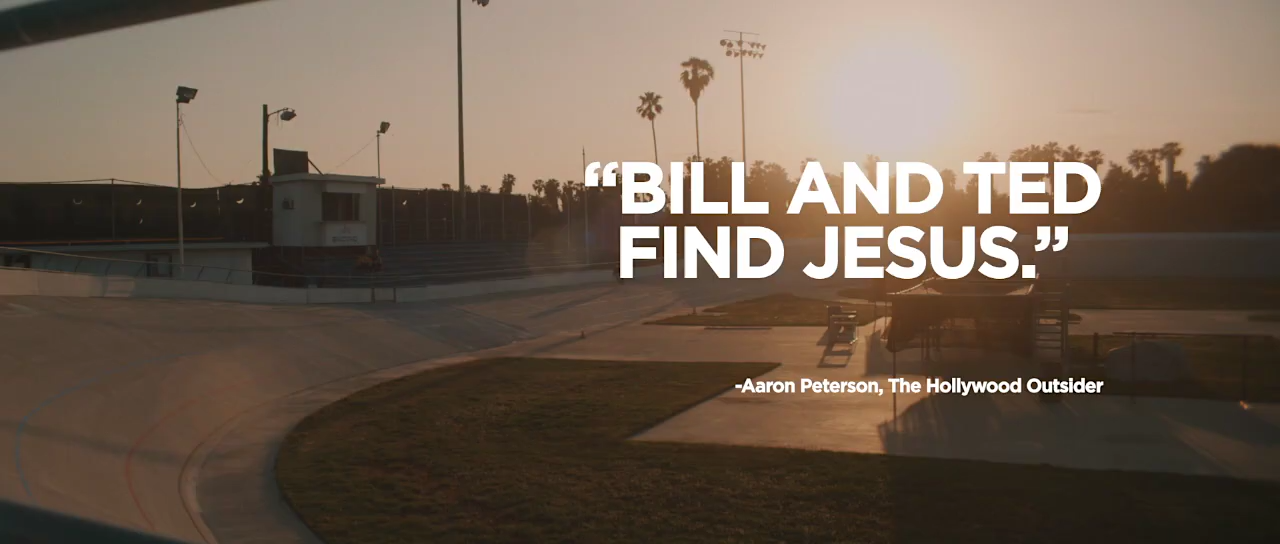 “BILL AND TED
FIND JESUS.”
-Aaron Peterson, The Hollywood Outsider